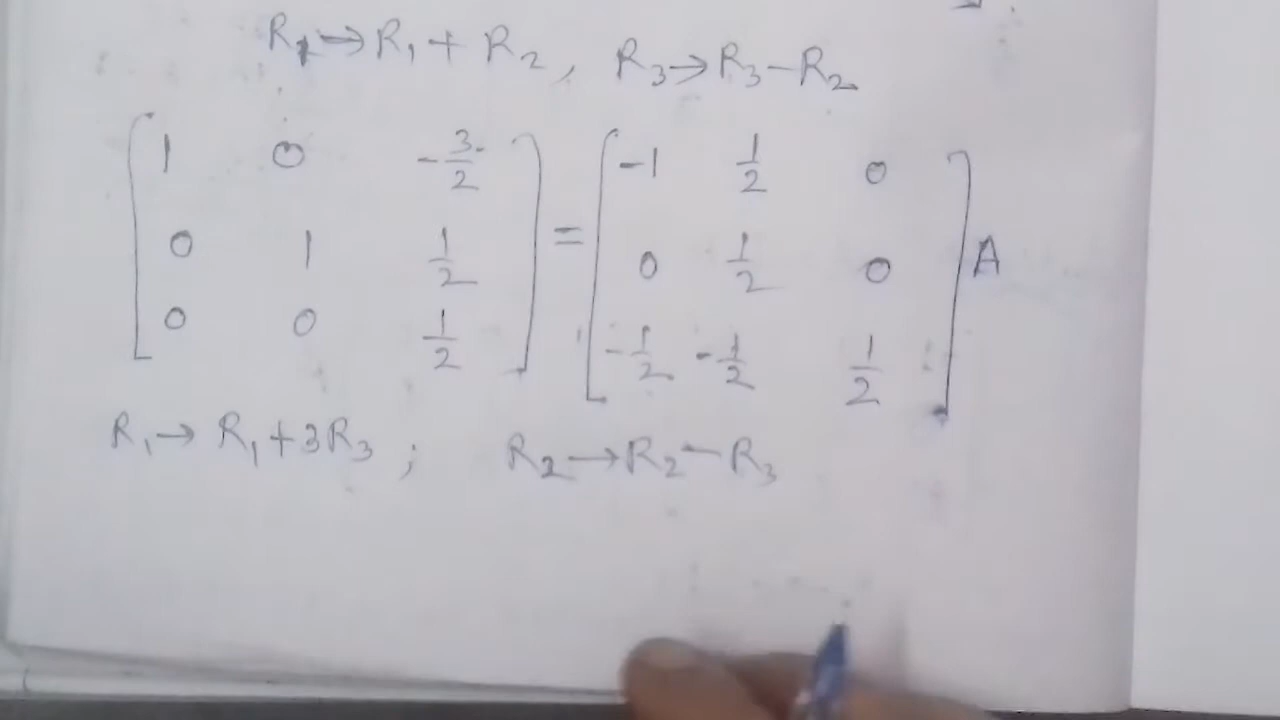 R₁→R₁+R₂, R₃→R₃-R₂
[1 0 -3/2] = [-1 1/2 0] A
[0 1 1/2] [0 1/2 0]
[0 0 1/2] [-1/2 -1/2 1/2]
R₁→R₁+3R₃; R₂→R₂-R₃